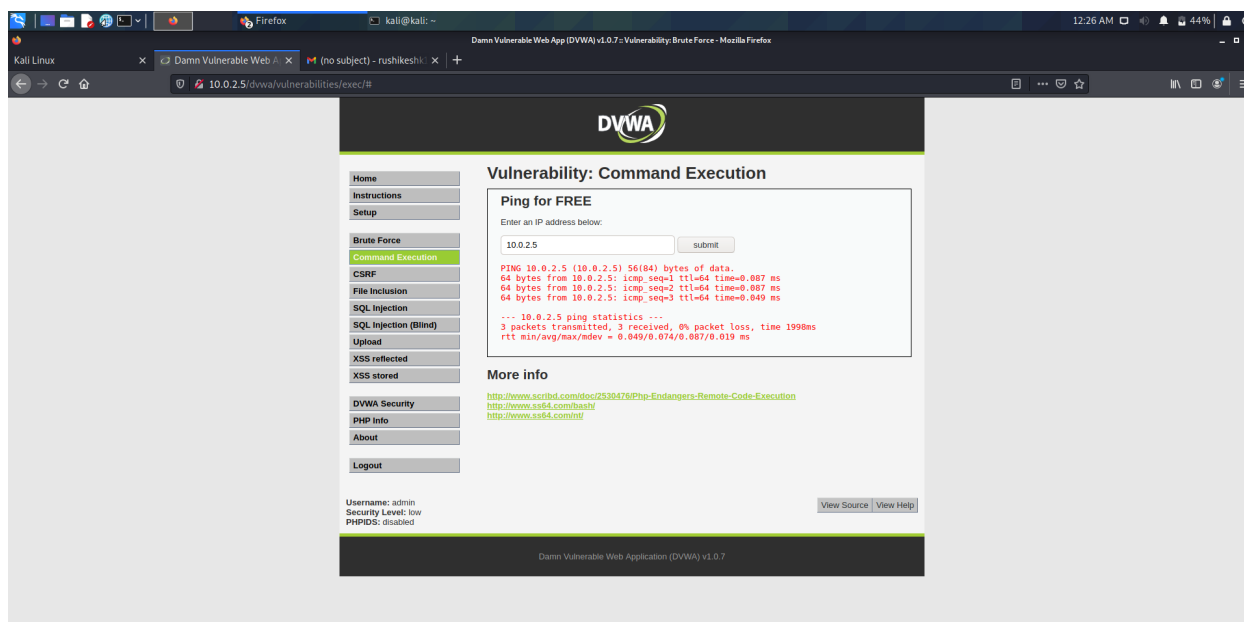 Firefox
kali@kali: ~
12:26 AM
44%
Damn Vulnerable Web App (DVWA) v1.0.7 :: Vulnerability: Brute Force - Mozilla Firefox
Kali Linux
Damn Vulnerable Web A
(no subject) - rushikeshk
10.0.2.5/dvwa/vulnerabilities/exec/#
DVWA
Home
Instructions
Setup
Brute Force
Command Execution
CSRF
File Inclusion
SQL Injection
SQL Injection (Blind)
Upload
XSS reflected
XSS stored
DVWA Security
PHP Info
About
Logout
Vulnerability: Command Execution
Ping for FREE
Enter an IP address below:
10.0.2.5
submit
PING 10.0.2.5 (10.0.2.5) 56(84) bytes of data.
64 bytes from 10.0.2.5: icmp_seq=1 ttl=64 time=0.087 ms
64 bytes from 10.0.2.5: icmp_seq=2 ttl=64 time=0.087 ms
64 bytes from 10.0.2.5: icmp_seq=3 ttl=64 time=0.049 ms
--- 10.0.2.5 ping statistics ---
3 packets transmitted, 3 received, 0% packet loss, time 1998ms
rtt min/avg/max/mdev = 0.049/0.074/0.087/0.019 ms
More info
http://www.scribd.com/doc/2530476/Php-Endangers-Remote-Code-Execution
http://www.ss64.com/bash/
http://www.ss64.com/nt/
Username: admin
Security Level: low
PHPIDS: disabled
View Source
View Help
Damn Vulnerable Web Application (DVWA) v1.0.7